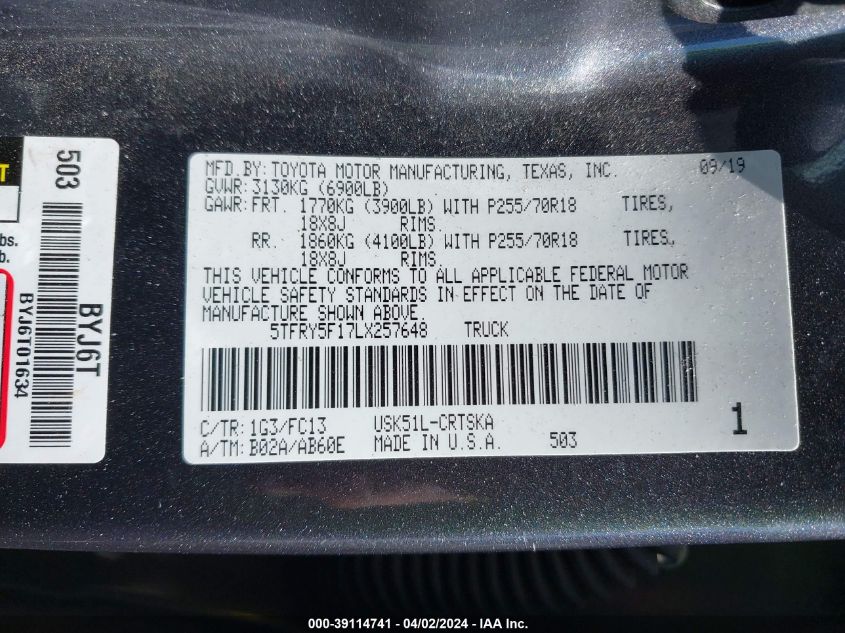 MFD.BY: TOYOTA MOTOR MANUFACTURING, TEXAS, INC. 09/19
GVWR: 3130KG (6900LB)
GAWR: FRT. 1770KG (3900LB) WITH P255/70R18 TIRES,
18X8J RIMS.
RR. 1860KG (4100LB) WITH P255/70R18 TIRES,
18X8J RIMS.
THIS VEHICLE CONFORMS TO ALL APPLICABLE FEDERAL MOTOR
VEHICLE SAFETY STANDARDS IN EFFECT ON THE DATE OF
MANUFACTURE SHOWN ABOVE.
5TFRY5F17LX257648 TRUCK
C/TR: 1G3/FC13 USK51L-CRTSKA
A/TM: B02A/AB60E MADE IN U.S.A. 503
1
503
BYJ6T
BYJ6T01634
T
lbs.
b.
000-39114741 - 04/02/2024 - IAA Inc.